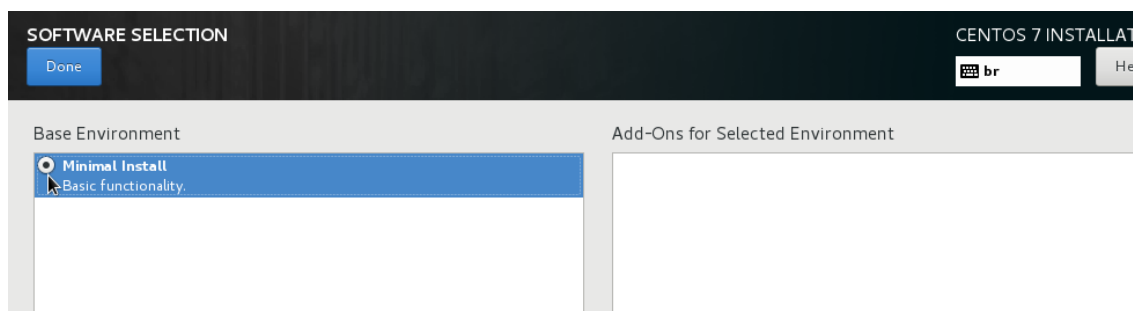 SOFTWARE SELECTION
CENTOS 7 INSTALLAT
Done
br
He
Base Environment
Add-Ons for Selected Environment
Minimal Install
Basic functionality.